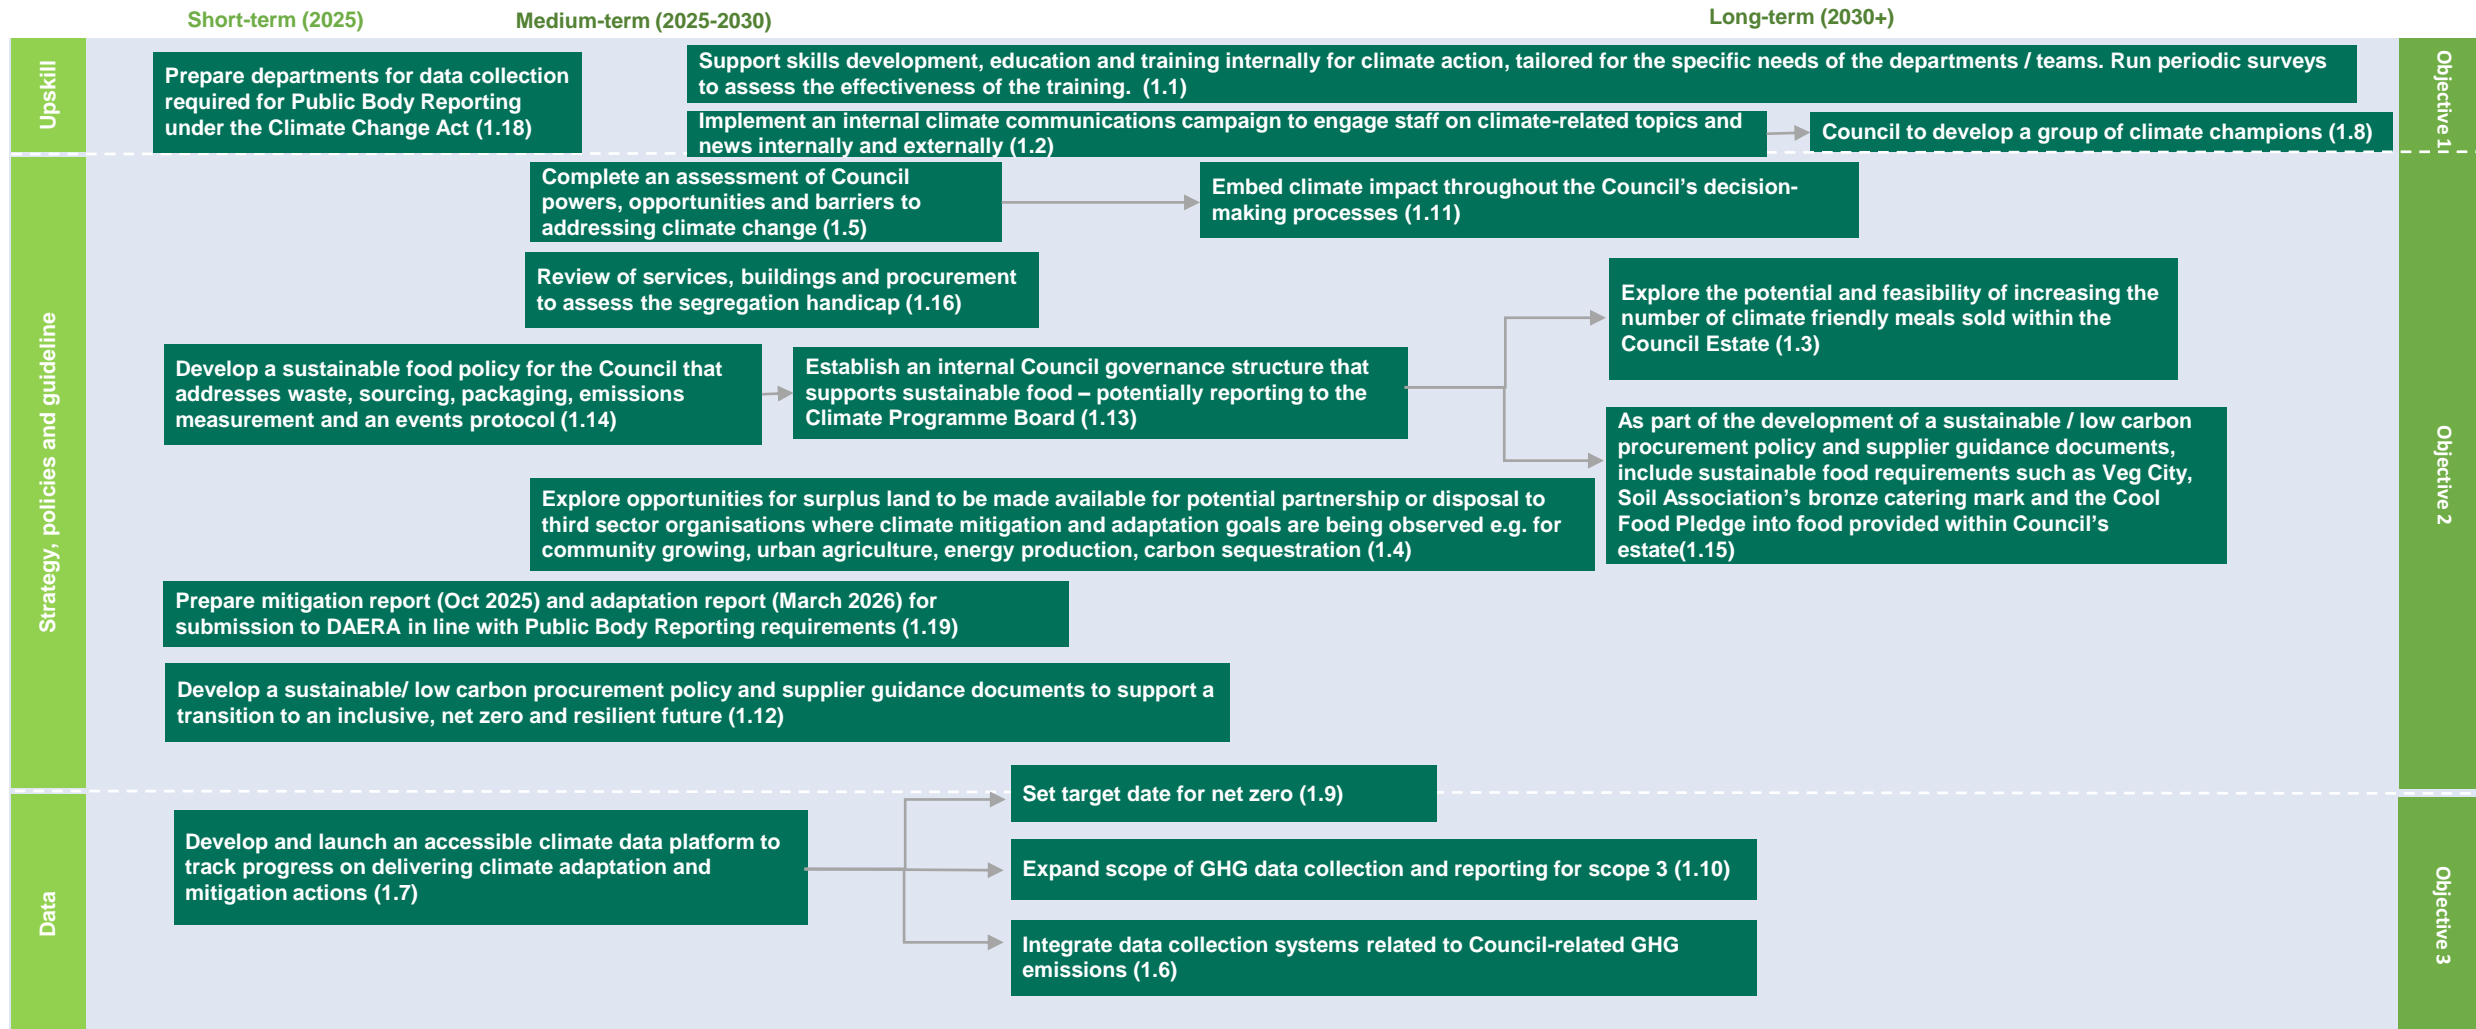 Short-term (2025)
Medium-term (2025-2030)
Long-term (2030+)
Upskill
Prepare departments for data collection
required for Public Body Reporting
under the Climate Change Act (1.18)
Support skills development, education and training internally for climate action, tailored for the specific needs of the departments / teams. Run periodic surveys
to assess the effectiveness of the training.  (1.1)
Implement an internal climate communications campaign to engage staff on climate-related topics and
news internally and externally (1.2)
Council to develop a group of climate champions (1.8)
Objective 1
Strategy, policies and guideline
Complete an assessment of Council
powers, opportunities and barriers to
addressing climate change (1.5)
Embed climate impact throughout the Council’s decision-
making processes (1.11)
Review of services, buildings and procurement
to assess the segregation handicap (1.16)
Explore the potential and feasibility of increasing the
number of climate friendly meals sold within the
Council Estate (1.3)
Develop a sustainable food policy for the Council that
addresses waste, sourcing, packaging, emissions
measurement and an events protocol (1.14)
Establish an internal Council governance structure that
supports sustainable food – potentially reporting to the
Climate Programme Board (1.13)
As part of the development of a sustainable / low carbon
procurement policy and supplier guidance documents,
include sustainable food requirements such as Veg City,
Soil Association’s bronze catering mark and the Cool
Food Pledge into food provided within Council’s
estate(1.15)
Explore opportunities for surplus land to be made available for potential partnership or disposal to
third sector organisations where climate mitigation and adaptation goals are being observed e.g. for
community growing, urban agriculture, energy production, carbon sequestration (1.4)
Prepare mitigation report (Oct 2025) and adaptation report (March 2026) for
submission to DAERA in line with Public Body Reporting requirements (1.19)
Develop a sustainable/ low carbon procurement policy and supplier guidance documents to support a
transition to an inclusive, net zero and resilient future (1.12)
Objective 2
Data
Develop and launch an accessible climate data platform to
track progress on delivering climate adaptation and
mitigation actions (1.7)
Set target date for net zero (1.9)
Expand scope of GHG data collection and reporting for scope 3 (1.10)
Integrate data collection systems related to Council-related GHG
emissions (1.6)
Objective 3